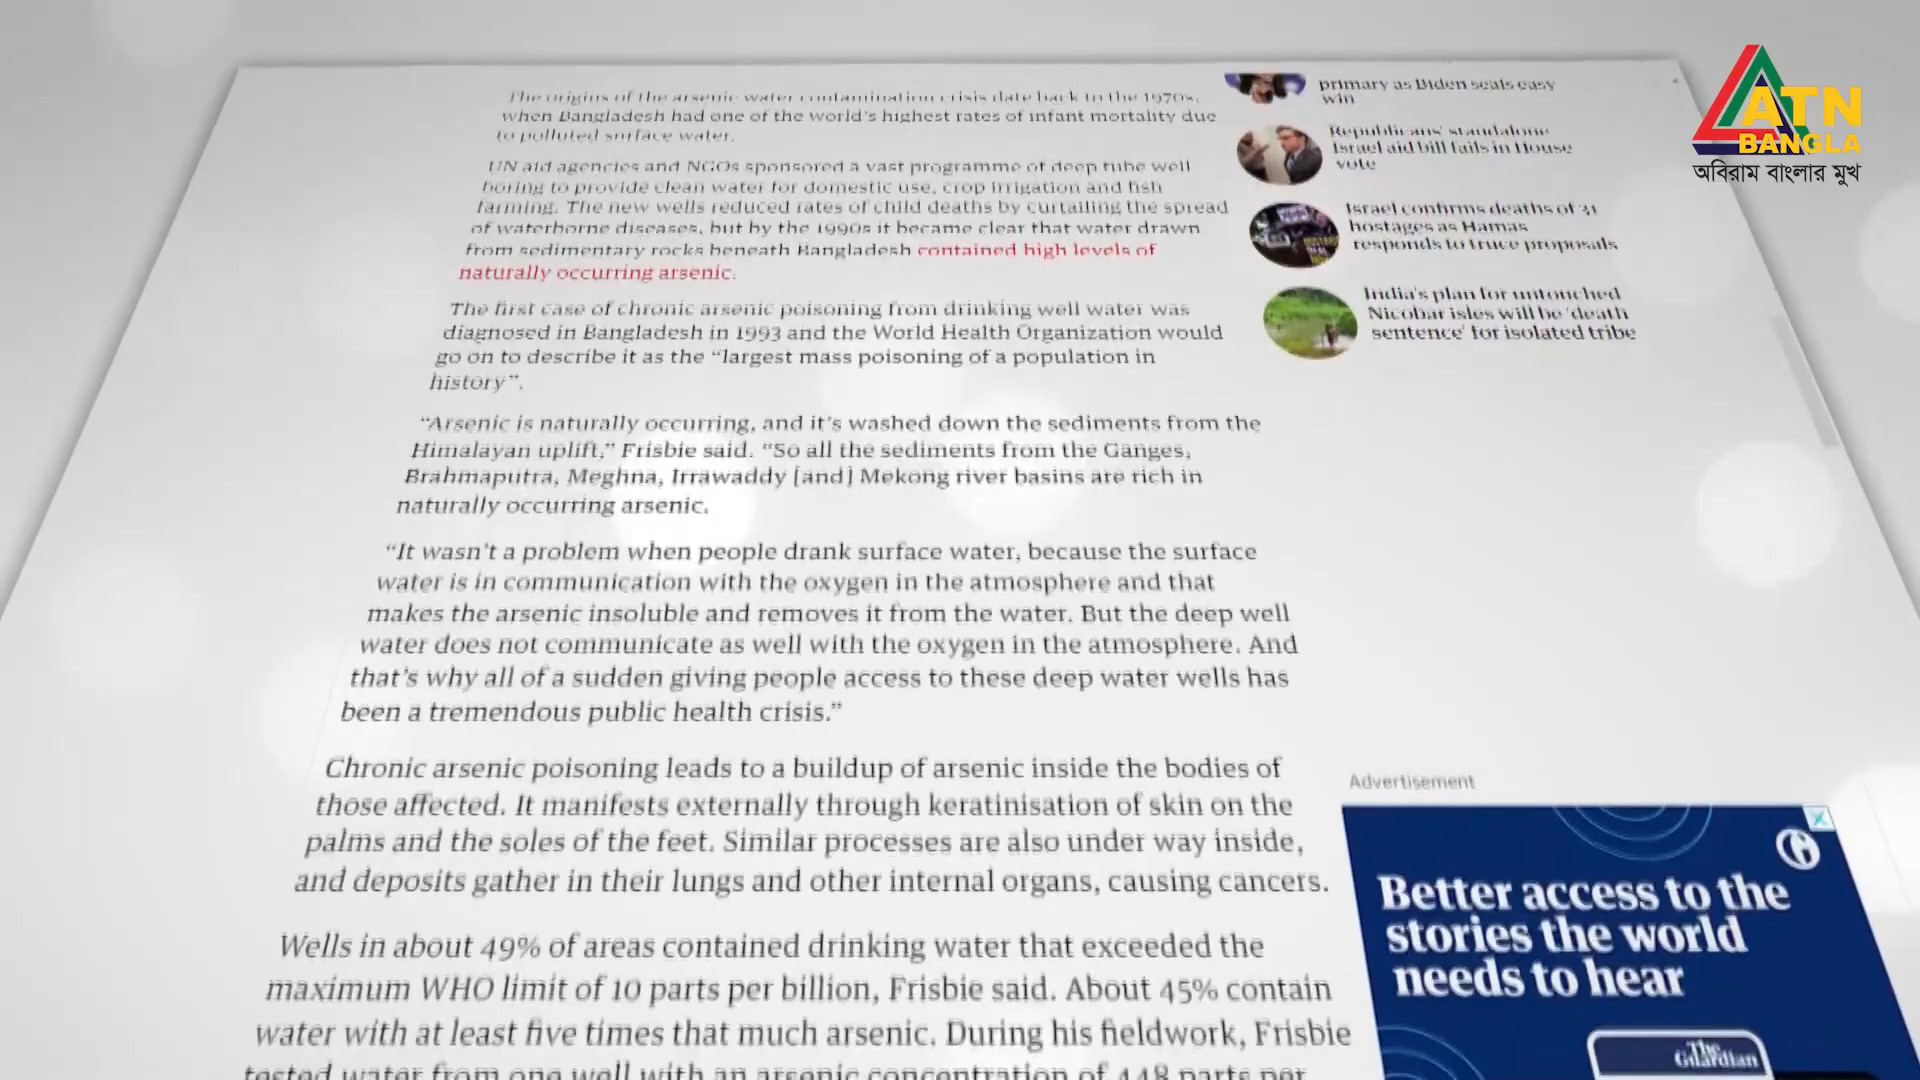 The origins of the arsenic water contamination crisis date back to the 1970s,
when Bangladesh had one of the world's highest rates of infant mortality due
to polluted surface water.
UN aid agencies and NGOs sponsored a vast programme of deep tube well
boring to provide clean water for domestic use, crop irrigation and fish
farming. The new wells reduced rates of child deaths by curtailing the spread
of waterborne diseases, but by the 1990s it became clear that water drawn
from sedimentary rocks beneath Bangladesh contained high levels of
naturally occurring arsenic.
The first case of chronic arsenic poisoning from drinking well water was
diagnosed in Bangladesh in 1993 and the World Health Organization would
go on to describe it as the “largest mass poisoning of a population in
history”.
“Arsenic is naturally occurring, and it’s washed down the sediments from the
Himalayan uplift,” Frisbie said. “So all the sediments from the Ganges,
Brahmaputra, Meghna, Irrawaddy [and] Mekong river basins are rich in
naturally occurring arsenic.
“It wasn’t a problem when people drank surface water, because the surface
water is in communication with the oxygen in the atmosphere and that
makes the arsenic insoluble and removes it from the water. But the deep well
water does not communicate as well with the oxygen in the atmosphere. And
that’s why all of a sudden giving people access to these deep water wells has
been a tremendous public health crisis.”
Chronic arsenic poisoning leads to a buildup of arsenic inside the bodies of
those affected. It manifests externally through keratinisation of skin on the
palms and the soles of the feet. Similar processes are also under way inside,
and deposits gather in their lungs and other internal organs, causing cancers.
Wells in about 49% of areas contained drinking water that exceeded the
maximum WHO limit of 10 parts per billion, Frisbie said. About 45% contain
water with at least five times that much arsenic. During his fieldwork, Frisbie
tested water from one well with an arsenic concentration of 448 parts per
primary as Biden seals easy
win
Republicans' standalone
Israel aid bill fails in House
vote
Israel confirms deaths of 31
hostages as Hamas
responds to truce proposals
India's plan for untouched
Nicobar isles will be 'death
sentence' for isolated tribe
Advertisement
Better access to the
stories the world
needs to hear
The
Guardian
ATN
BANGLA
অবিরাম বাংলার মুখ